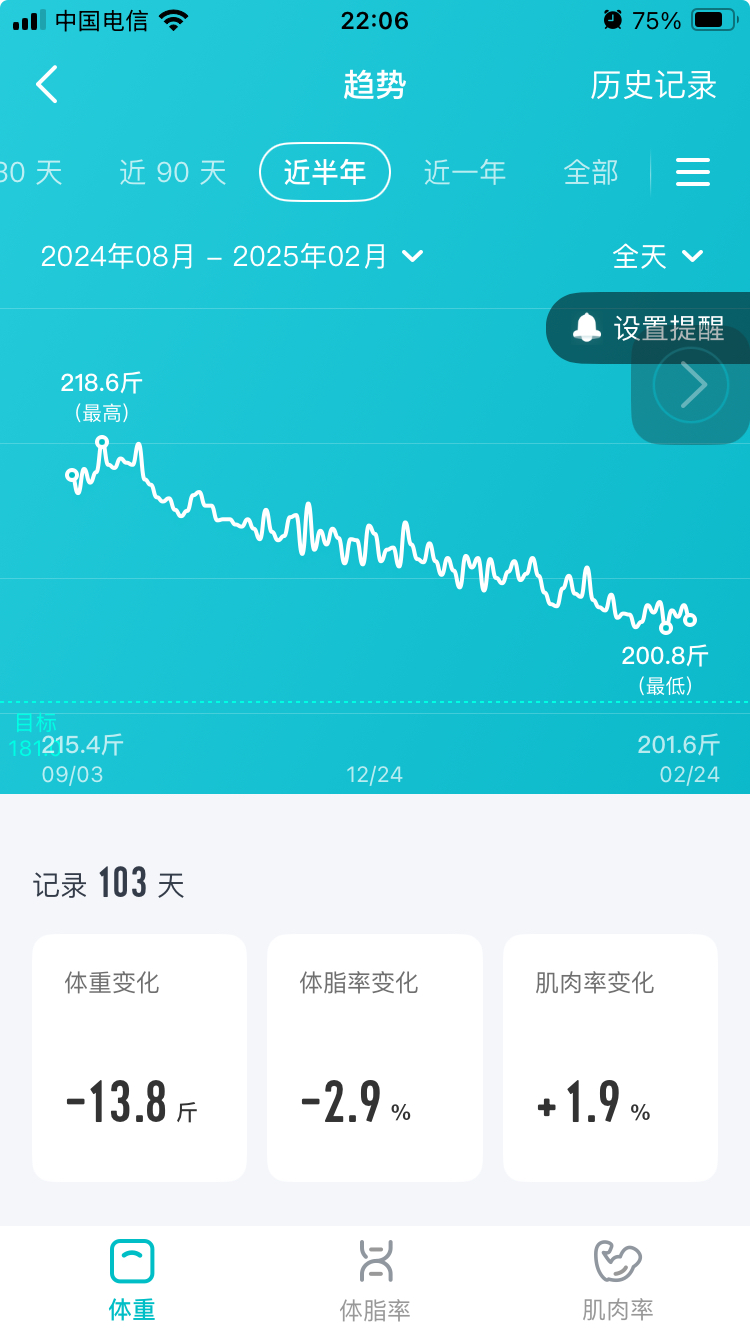 中国电信 22:06 75%
趋势 历史记录
30 天 近 90 天 近半年 近一年 全部
2024年08月 – 2025年02月 全天
设置提醒
218.6斤
(最高)
200.8斤
(最低)
目标
215.4斤 201.6斤
09/03 12/24 02/24
记录 103 天
体重变化 体脂率变化 肌肉率变化
-13.8 斤 -2.9 % +1.9 %
体重 体脂率 肌肉率